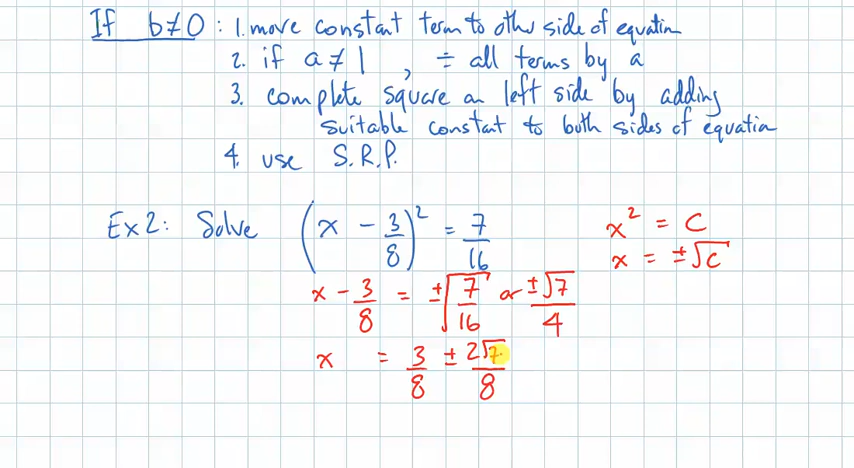 If b≠0 : 1. move constant term to other side of equation
2. if a ≠ 1 , ÷ all terms by a
3. complete square on left side by adding
suitable constant to both sides of equation
4. use S.R.P.
Ex2: Solve (x - 3/8)² = 7/16
x² = C
x = ±√C
x - 3/8 = ±√(7/16) or ±√7/4
x = 3/8 ± 2√7/8